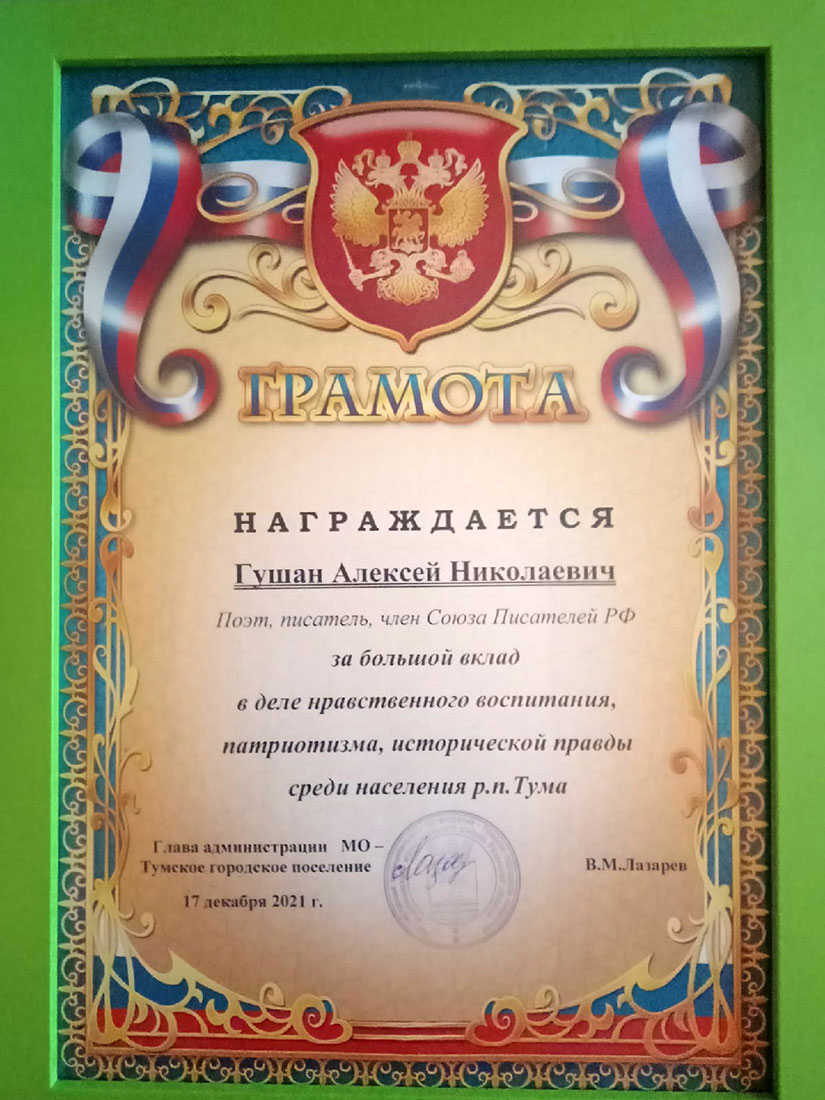 ГРАМОТА
НАГРАЖДАЕТСЯ
Гушан Алексей Николаевич
Поэт, писатель, член Союза Писателей РФ
за большой вклад
в деле нравственного воспитания,
патриотизма, исторической правды
среди населения р.п.Тума
Глава администрации МО –
Тумское городское поселение
В.М.Лазарев
17 декабря 2021 г.